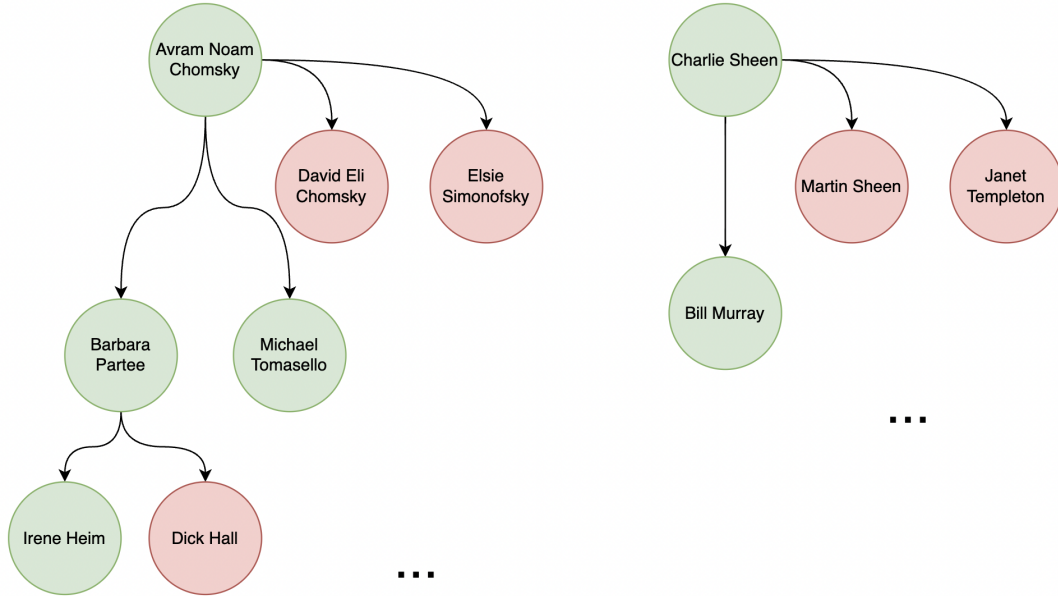 Avram Noam
Chomsky
Charlie Sheen
David Eli
Chomsky
Elsie
Simonofsky
Martin Sheen
Janet
Templeton
Barbara
Partee
Michael
Tomasello
Bill Murray
...
Irene Heim
Dick Hall
...